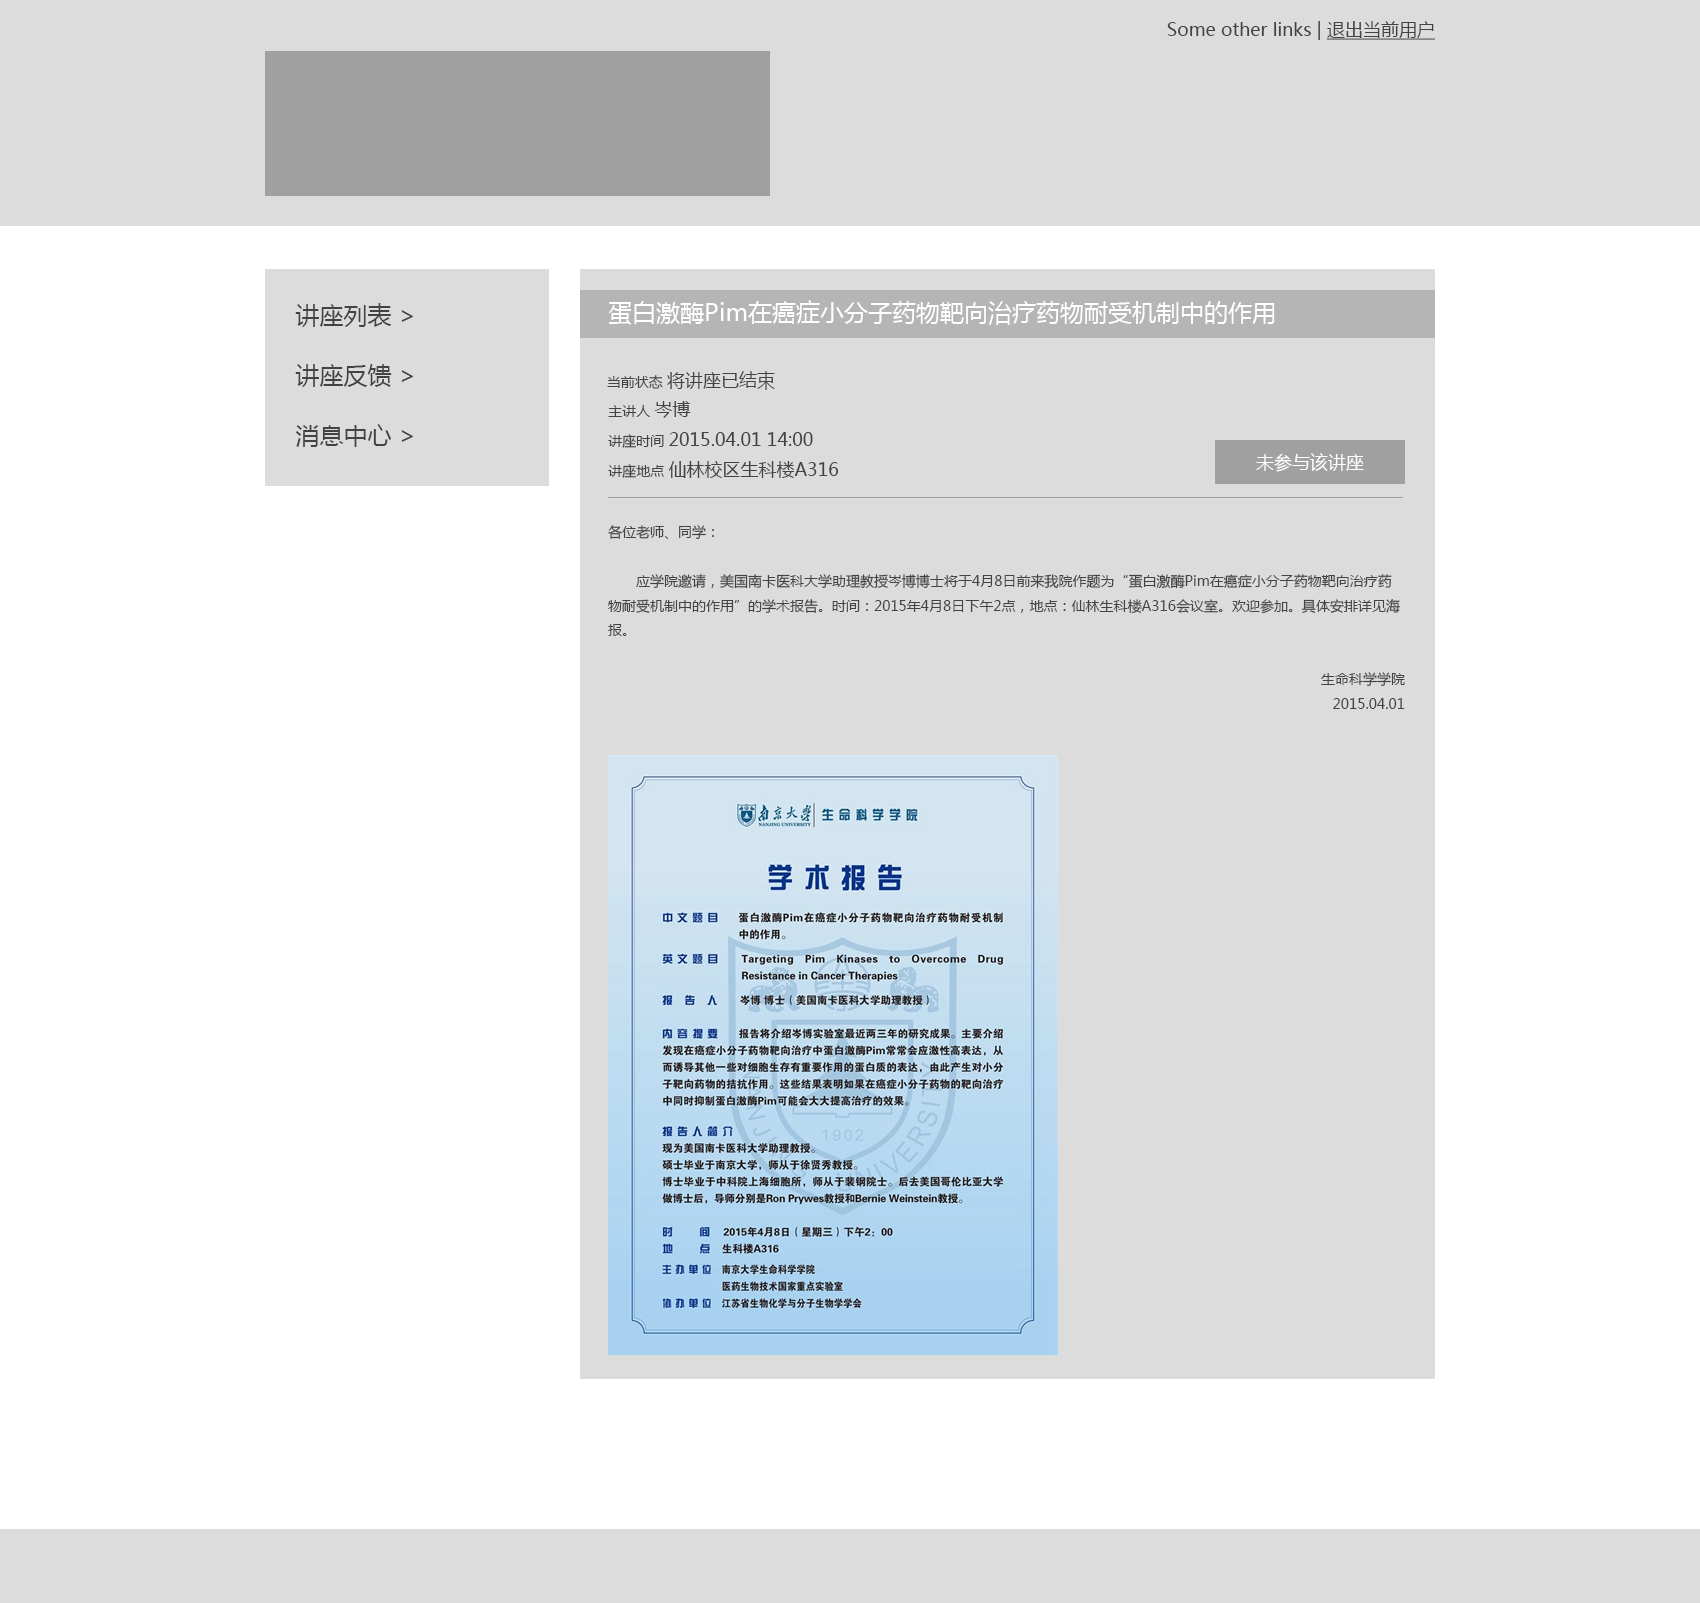 Some other links | 退出当前用户
讲座列表 >
讲座反馈 >
消息中心 >
蛋白激酶Pim在癌症小分子药物靶向治疗药物耐受机制中的作用
当前状态 将讲座已结束
主讲人 岑博
讲座时间 2015.04.01 14:00
讲座地点 仙林校区生科楼A316
未参与该讲座
各位老师、同学：
应学院邀请，美国南卡医科大学助理教授岑博博士将于4月8日前来我院作题为“蛋白激酶Pim在癌症小分子药物靶向治疗药
物耐受机制中的作用”的学术报告。时间：2015年4月8日下午2点，地点：仙林生科楼A316会议室。欢迎参加。具体安排详见海
报。
生命科学学院
2015.04.01
南京大学 生命科学学院
NANJING UNIVERSITY
学术报告
中文题目 蛋白激酶Pim在癌症小分子药物靶向治疗药物耐受机制
中的作用。
英文题目 Targeting Pim Kinases to Overcome Drug
Resistance in Cancer Therapies
报告人 岑博 博士（美国南卡医科大学助理教授）
内容提要 报告将介绍岑博实验室最近两三年的研究成果。主要介绍
发现在癌症小分子药物靶向治疗中蛋白激酶Pim常常会应激性高表达，从
而诱导其他一些对细胞生存有重要作用的蛋白质的表达，由此产生对小分
子靶向药物的拮抗作用。这些结果表明如果在癌症小分子药物的靶向治疗
中同时抑制蛋白激酶Pim可能会大大提高治疗的效果。
报告人简介
现为美国南卡医科大学助理教授。
硕士毕业于南京大学，师从于徐贤秀教授。
博士毕业于中科院上海细胞所，师从于裴钢院士。后去美国哥伦比亚大学
做博士后，导师分别是Ron Prywes教授和Bernie Weinstein教授。
时间 2015年4月8日（星期三）下午2：00
地点 生科楼A316
主办单位 南京大学生命科学学院
医药生物技术国家重点实验室
协办单位 江苏省生物化学与分子生物学学会
1902
NANJING UNIVERSITY